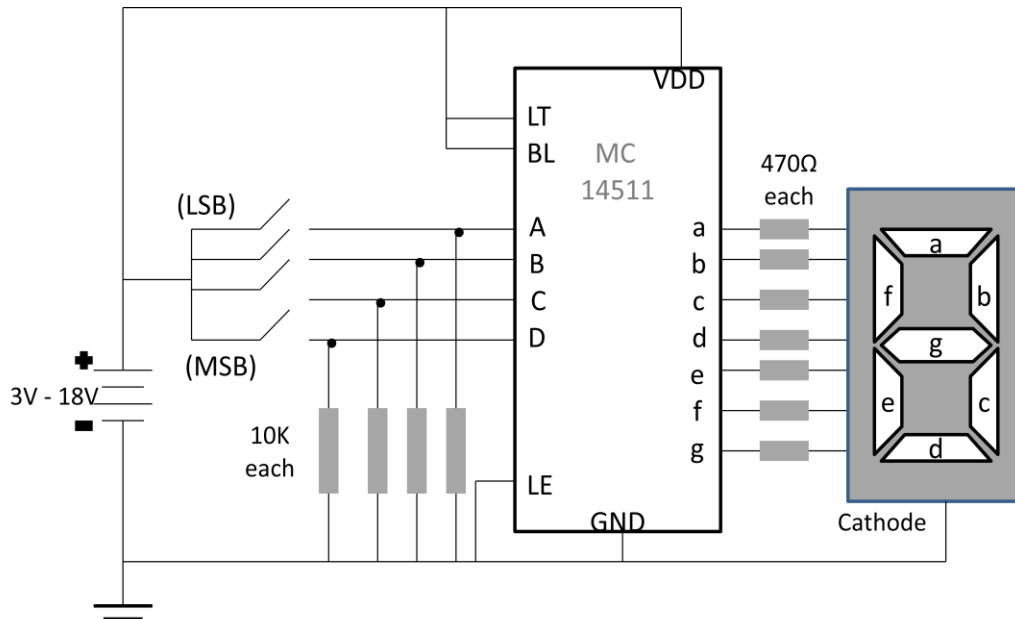 VDD
LT
BL
MC
14511
470Ω
each
(LSB)
A
B
C
D
(MSB)
a
b
c
d
e
f
g
a
f
b
g
e
c
d
+
3V - 18V
-
10K
each
LE
GND
Cathode